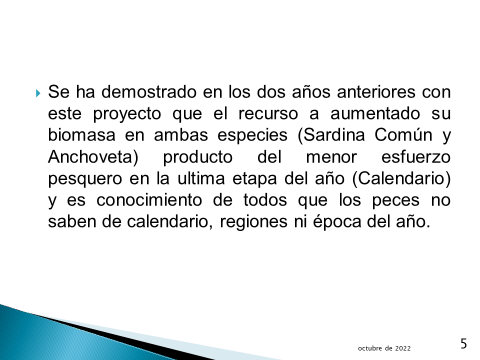 Se ha demostrado en los dos años anteriores con
este proyecto que el recurso a aumentado su
biomasa en ambas especies (Sardina Común y
Anchoveta) producto del menor esfuerzo
pesquero en la ultima etapa del año (Calendario)
y es conocimiento de todos que los peces no
saben de calendario, regiones ni época del año.
octubre de 2022
5